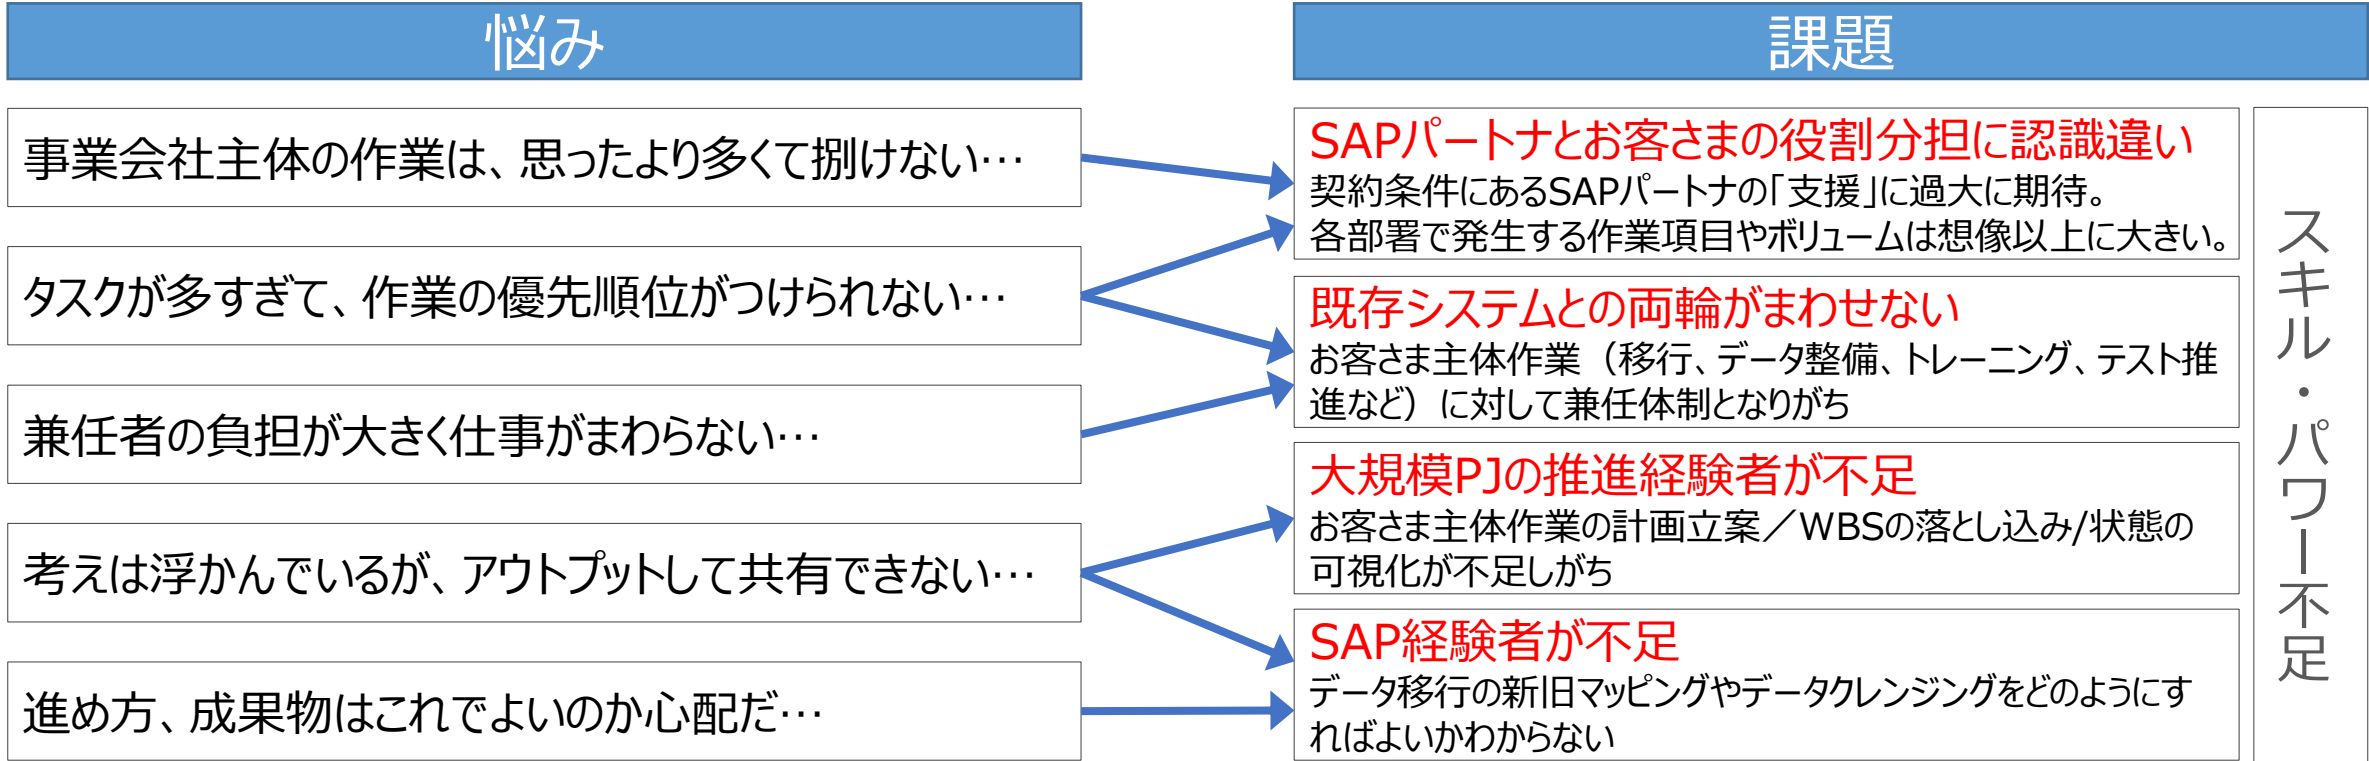 悩み
事業会社主体の作業は、思ったより多くて捌けない…
タスクが多すぎて、作業の優先順位がつけられない…
兼任者の負担が大きく仕事がまわらない…
考えは浮かんでいるが、アウトプットして共有できない…
進め方、成果物はこれでよいのか心配だ…
課題
SAPパートナとお客さまの役割分担に認識違い
契約条件にあるSAPパートナの「支援」に過大に期待。
各部署で発生する作業項目やボリュームは想像以上に大きい。
既存システムとの両輪がまわせない
お客さま主体作業（移行、データ整備、トレーニング、テスト推
進など）に対して兼任体制となりがち
大規模PJの推進経験者が不足
お客さま主体作業の計画立案／WBSの落とし込み/状態の
可視化が不足しがち
SAP経験者が不足
データ移行の新旧マッピングやデータクレンジングをどのようにす
ればよいかわからない
スキル・パワー不足